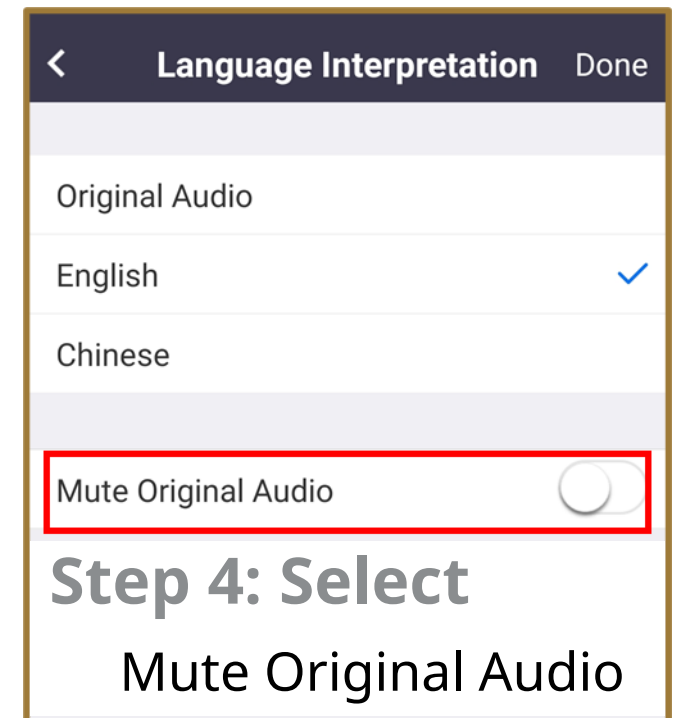 Language Interpretation Done
Original Audio
English
Chinese
Mute Original Audio
Step 4: Select
Mute Original Audio